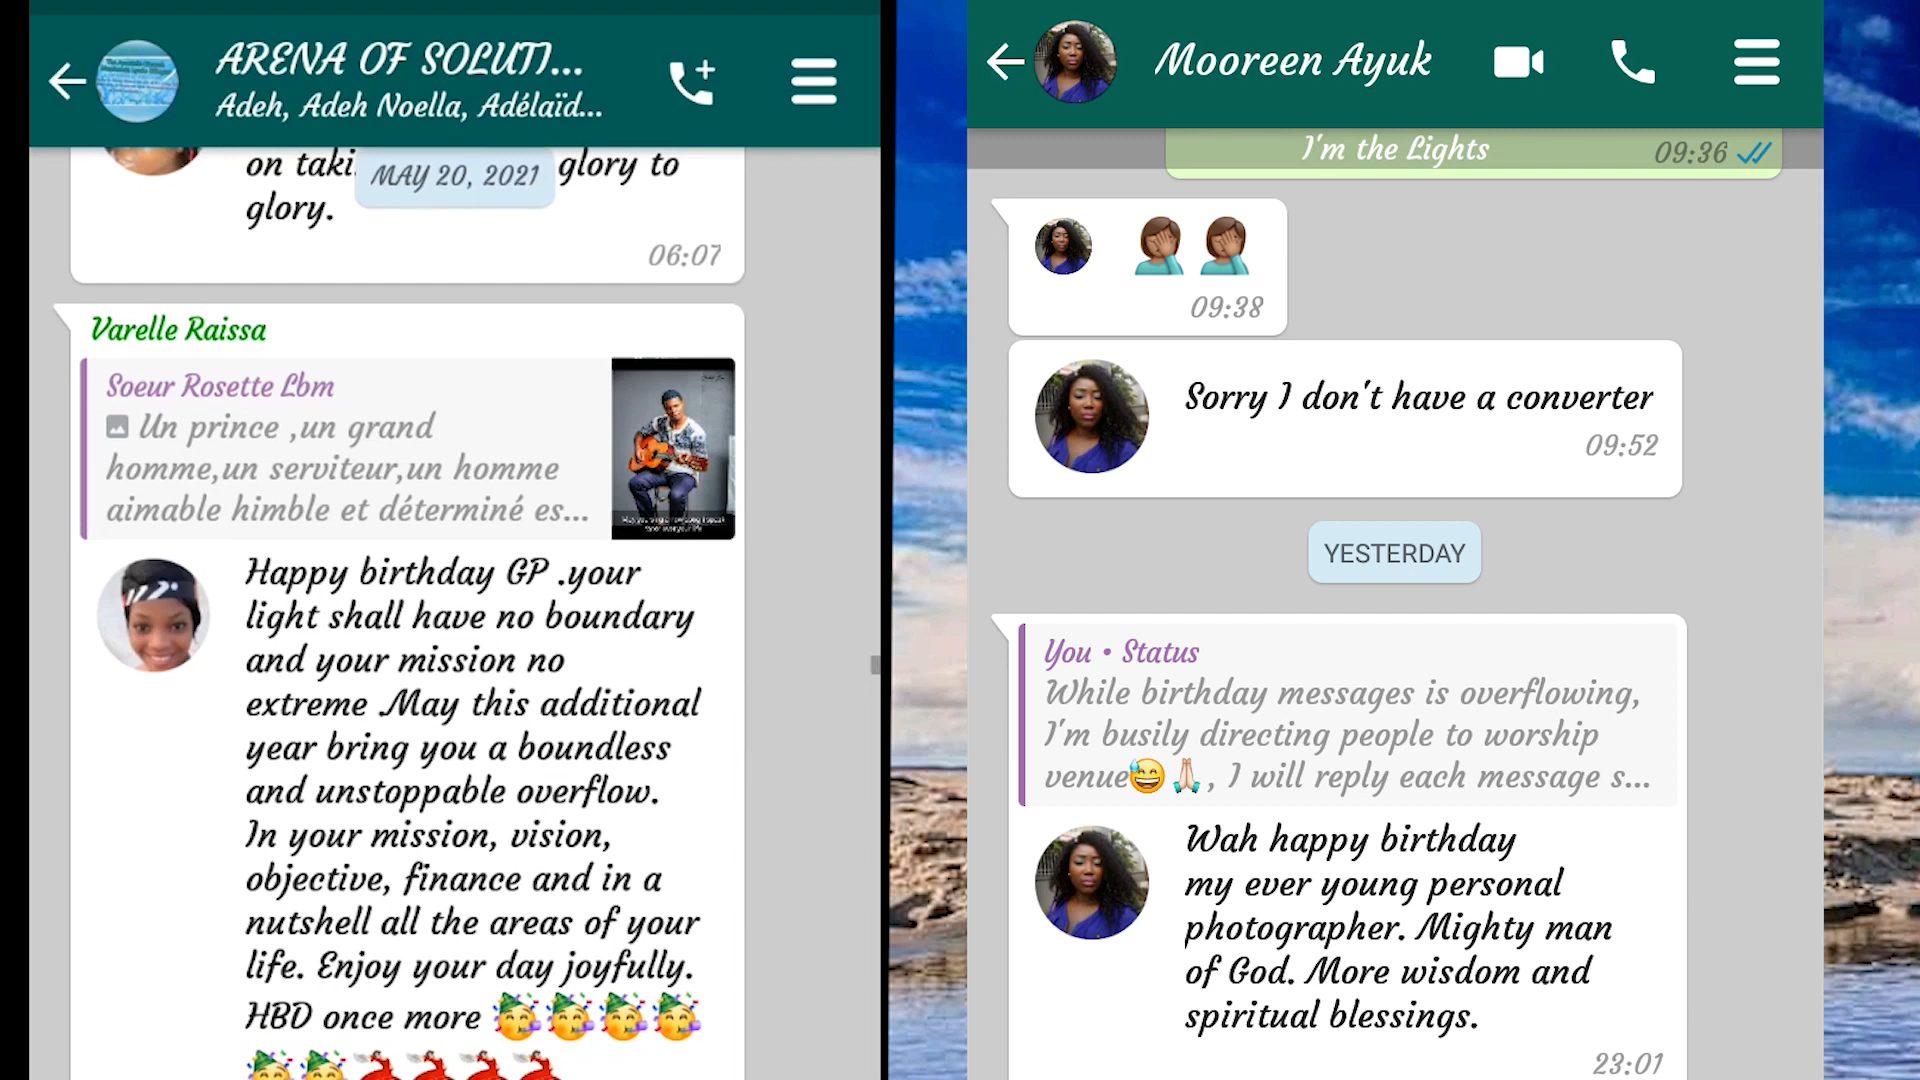 ARENA OF SOLUTI...
Adeh, Adeh Noella, Adélaïd...
MAY 20, 2021
on taki glory to
glory.
06:07
Varelle Raissa
Soeur Rosette Lbm
Un prince ,un grand
homme,un serviteur,un homme
aimable himble et déterminé es...
Happy birthday GP .your
light shall have no boundary
and your mission no
extreme .May this additional
year bring you a boundless
and unstoppable overflow.
In your mission, vision,
objective, finance and in a
nutshell all the areas of your
life. Enjoy your day joyfully.
HBD once more 🥳🥳🥳🥳
🥳🥳💃💃💃💃
Mooreen Ayuk
I'm the Lights
09:36
🤦🏽🤦🏽
09:38
Sorry I don't have a converter
09:52
YESTERDAY
You • Status
While birthday messages is overflowing,
I'm busily directing people to worship
venue😅🙏🏻, I will reply each message s...
Wah happy birthday
my ever young personal
photographer. Mighty man
of God. More wisdom and
spiritual blessings.
23:01